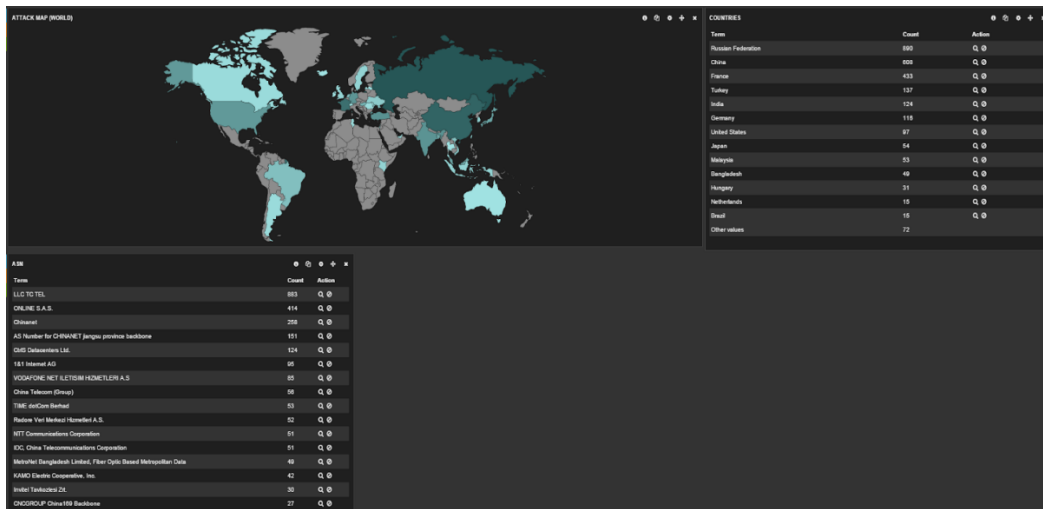 ATTACK MAP (WORLD)
COUNTRIES
Term Count Action
Russian Federation 890
China
France 433
Turkey 137
India 124
Germany 115
United States 97
Japan 54
Malaysia 53
Bangladesh 49
Hungary 31
Netherlands 15
Brazil 15
Other values 72
ASN
Term Count Action
LLC TC TEL 883
ONLINE S.A.S. 414
Chinanet 258
AS Number for CHINANET jiangsu province backbone 151
GMS Datacenters Ltd. 124
1&1 Internet AG 95
VODAFONE NET ILETISIM HIZMETLERI A.S 85
China Telecom (Group) 56
TIME dotCom Berhad 53
Radore Veri Merkezi Hizmetleri A.S. 52
NTT Communications Corporation 51
IDC, China Telecommunications Corporation 51
MetroNet Bangladesh Limited, Fiber Optic Based Metropolitan Data 49
KAMO Electric Cooperative, Inc. 42
Invitel Tavkozlesi Zrt. 30
CNCGROUP China169 Backbone 27